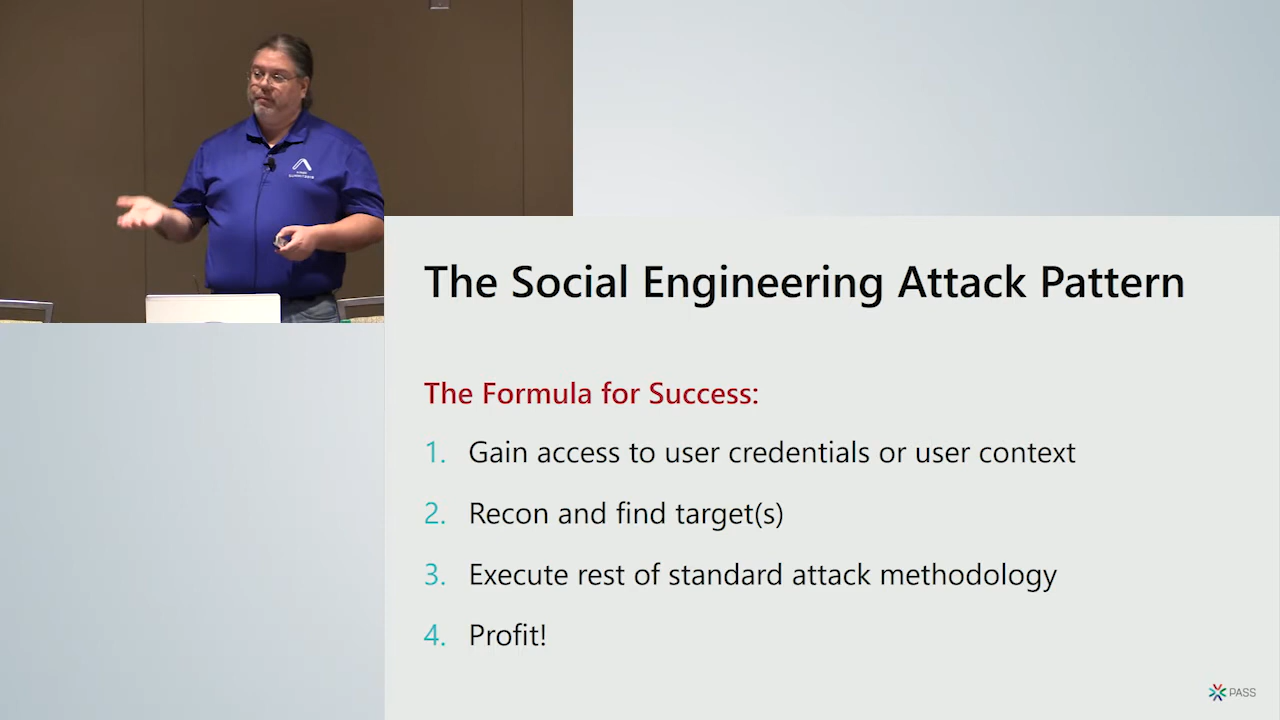 The Social Engineering Attack Pattern
The Formula for Success:
1. Gain access to user credentials or user context
2. Recon and find target(s)
3. Execute rest of standard attack methodology
4. Profit!
PASS